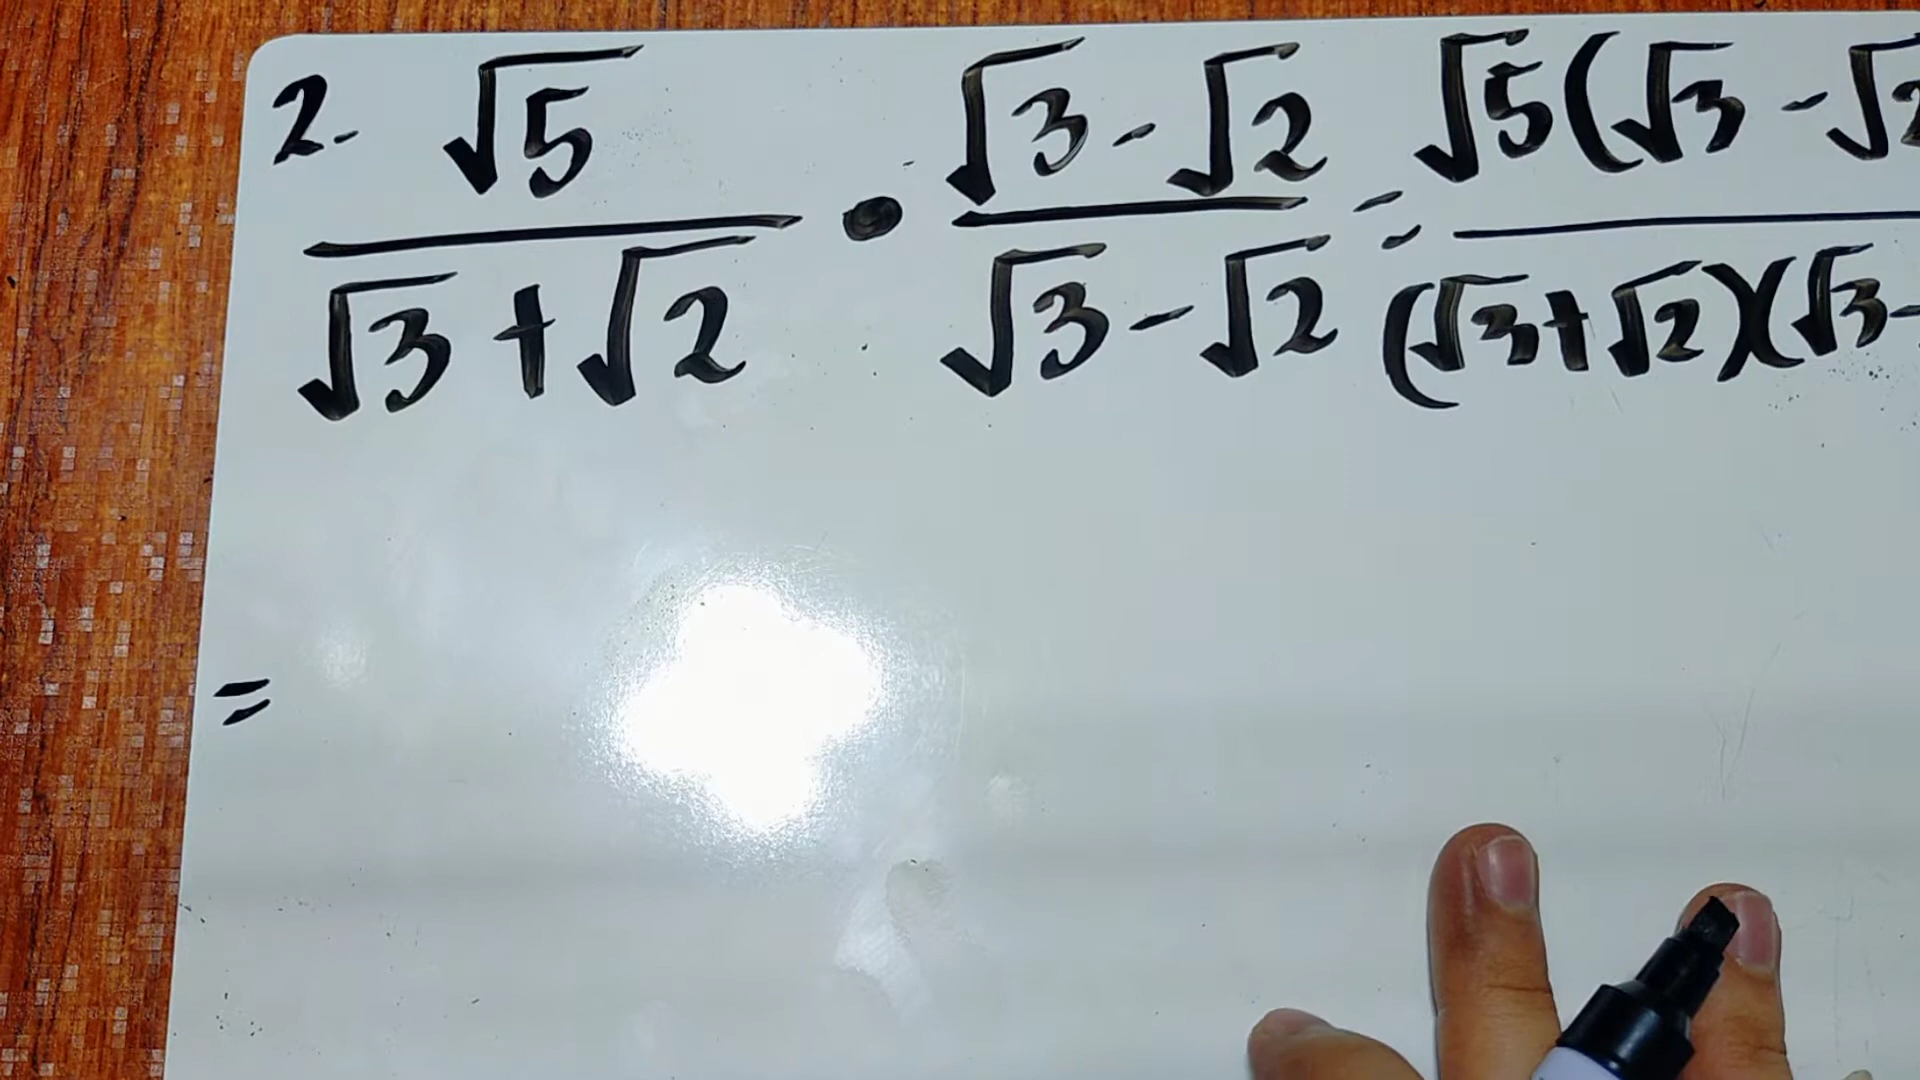 2. √5 / √3 + √2 • √3 - √2 / √3 - √2 = √5(√3 - √2 / (√3 + √2)(√3 -
=